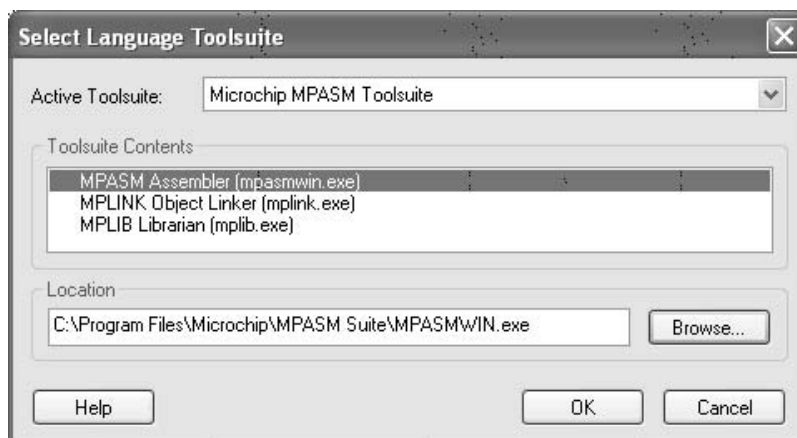 Select Language Toolsuite
Active Toolsuite: Microchip MPASM Toolsuite
Toolsuite Contents
MPASM Assembler (mpasmwin.exe)
MPLINK Object Linker (mplink.exe)
MPLIB Librarian (mplib.exe)
Location
C:\Program Files\Microchip\MPASM Suite\MPASMWIN.exe Browse...
Help OK Cancel